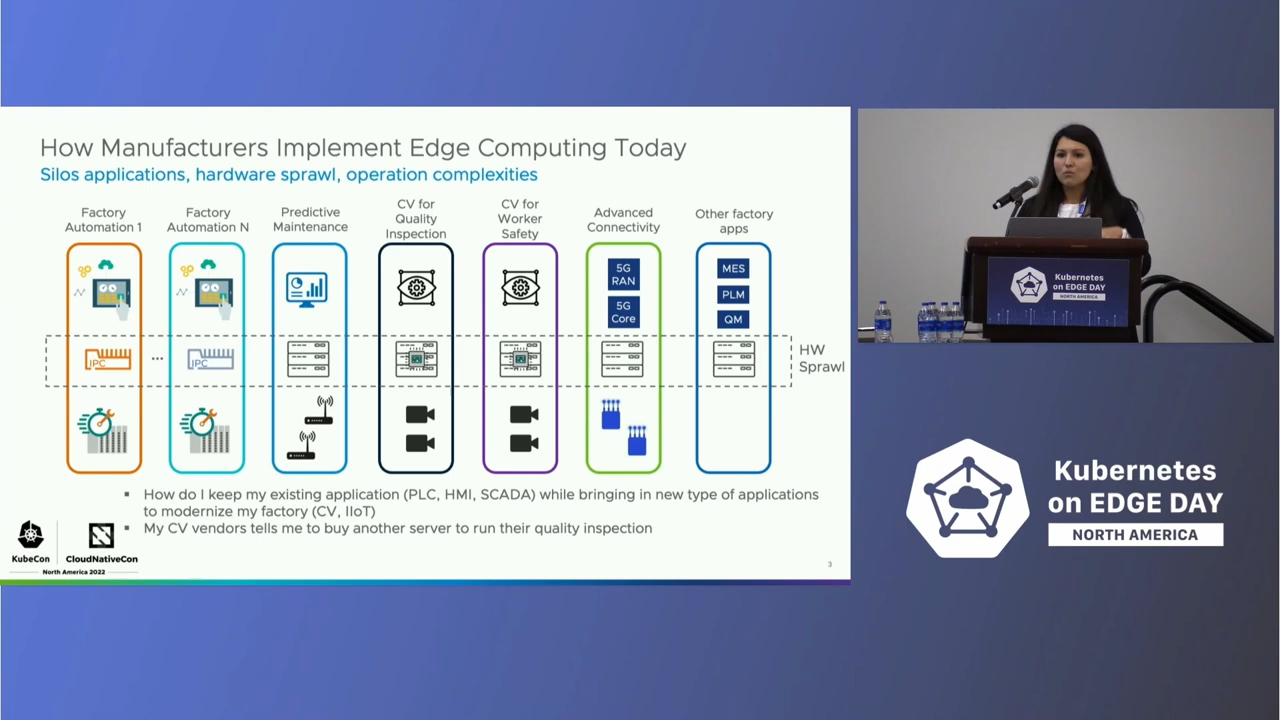 How Manufacturers Implement Edge Computing Today
Silos applications, hardware sprawl, operation complexities
Factory
Automation 1
Factory
Automation N
Predictive
Maintenance
CV for
Quality
Inspection
CV for
Worker
Safety
Advanced
Connectivity
Other factory
apps
5G
RAN
5G
Core
MES
PLM
QM
IPC
...
IPC
HW
Sprawl
▪ How do I keep my existing application (PLC, HMI, SCADA) while bringing in new type of applications
to modernize my factory (CV, IIoT)
▪ My CV vendors tells me to buy another server to run their quality inspection
KubeCon
CloudNativeCon
North America 2022
3
Kubernetes
on EDGE DAY
NORTH AMERICA
Kubernetes
on EDGE DAY
NORTH AMERICA